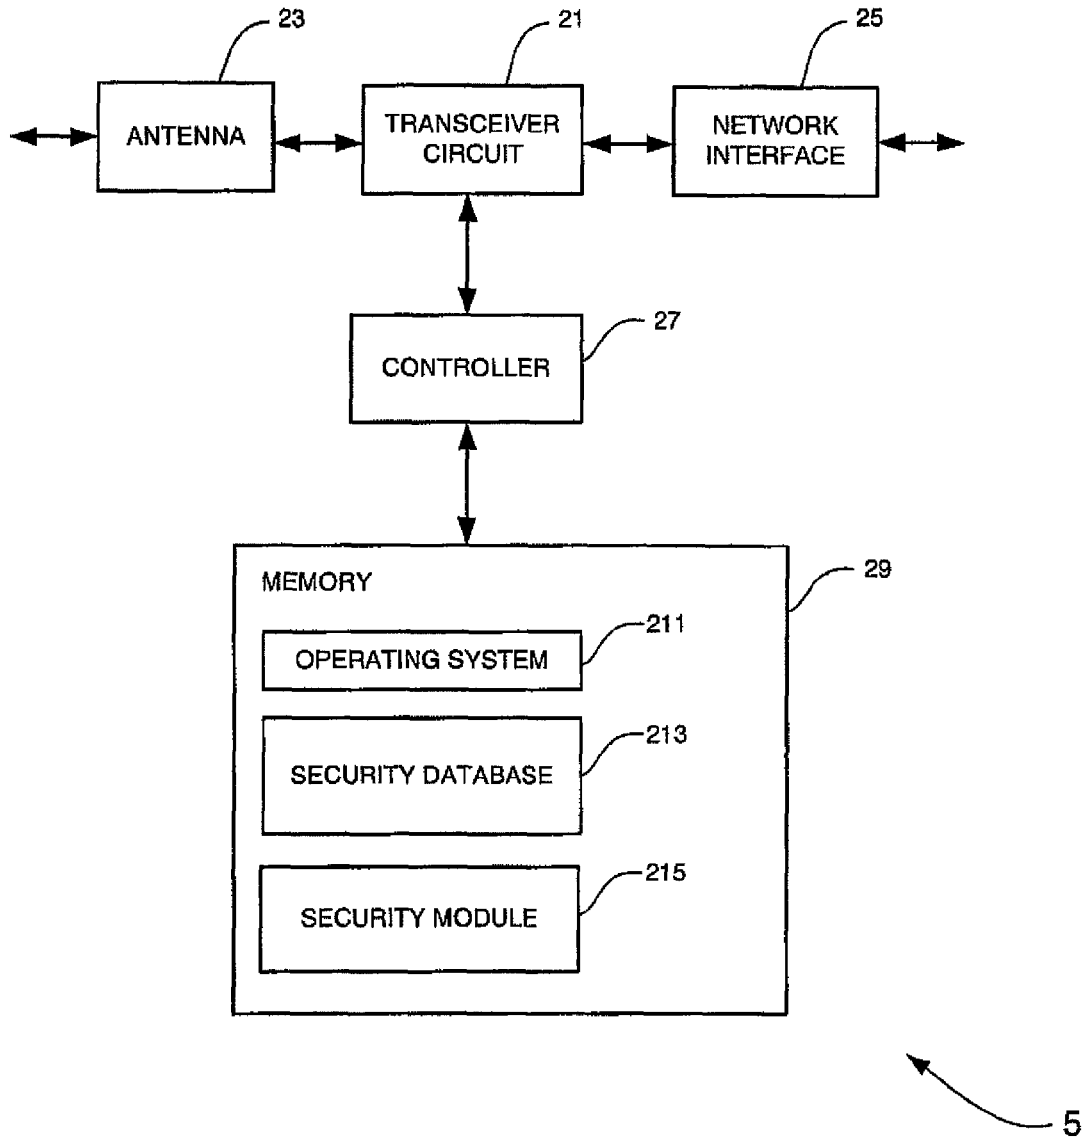 23
21
25
ANTENNA
TRANSCEIVER
CIRCUIT
NETWORK
INTERFACE
27
CONTROLLER
29
MEMORY
211
OPERATING SYSTEM
213
SECURITY DATABASE
215
SECURITY MODULE
5